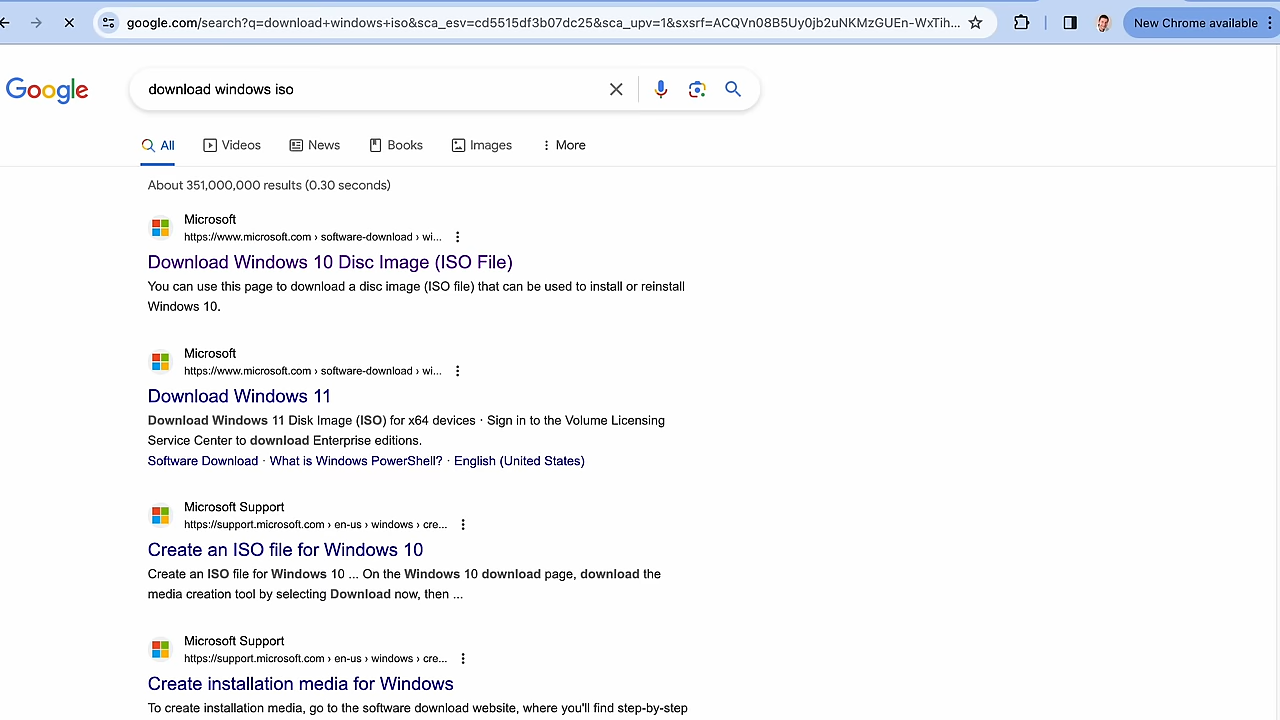 google.com/search?q=download+windows+iso&sca_esv=cd5515df3b07dc25&sca_upv=1&sxsrf=ACQVn08B5Uy0jb2uNKMzGUEn-WxTih...
New Chrome available
Google
download windows iso
All
Videos
News
Books
Images
More
About 351,000,000 results (0.30 seconds)
Microsoft
https://www.microsoft.com › software-download › wi...
Download Windows 10 Disc Image (ISO File)
You can use this page to download a disc image (ISO file) that can be used to install or reinstall
Windows 10.
Microsoft
https://www.microsoft.com › software-download › wi...
Download Windows 11
Download Windows 11 Disk Image (ISO) for x64 devices · Sign in to the Volume Licensing
Service Center to download Enterprise editions.
Software Download · What is Windows PowerShell? · English (United States)
Microsoft Support
https://support.microsoft.com › en-us › windows › cre...
Create an ISO file for Windows 10
Create an ISO file for Windows 10 ... On the Windows 10 download page, download the
media creation tool by selecting Download now, then ...
Microsoft Support
https://support.microsoft.com › en-us › windows › cre...
Create installation media for Windows
To create installation media, go to the software download website, where you'll find step-by-step